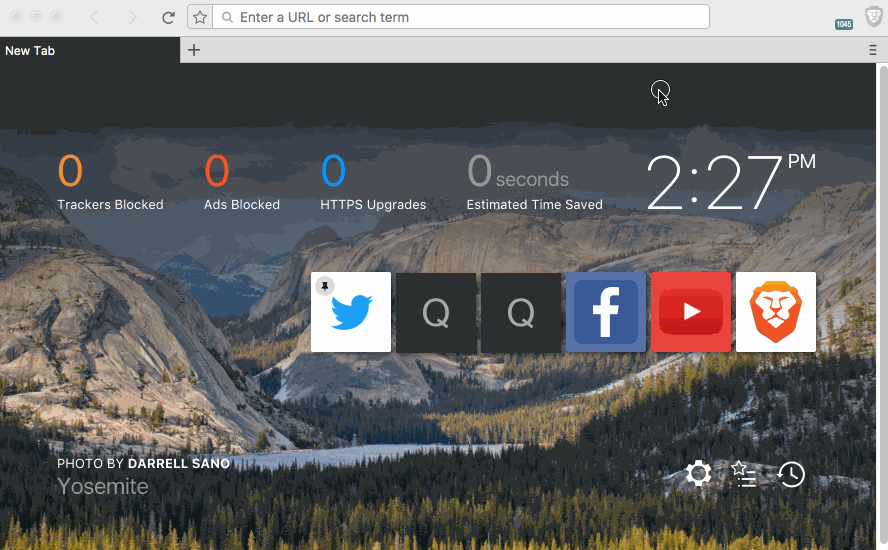 Enter a URL or search term
1045
New Tab
0 0 0 0 seconds 2:27 PM
Trackers Blocked Ads Blocked HTTPS Upgrades Estimated Time Saved
Q Q f
PHOTO BY DARRELL SANO
Yosemite